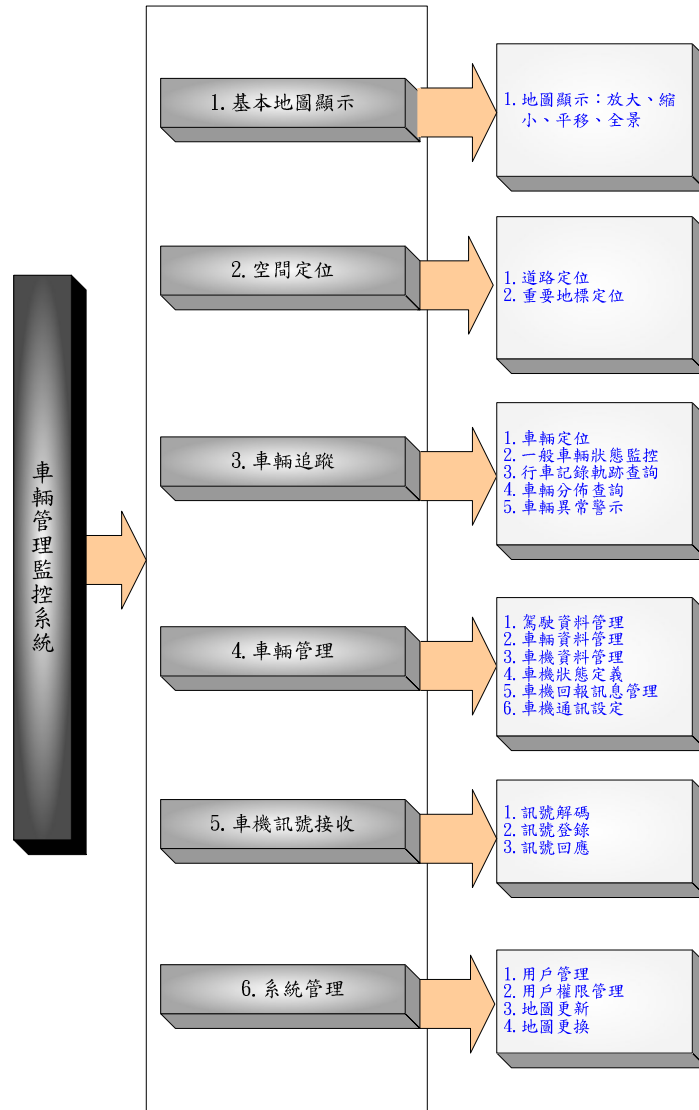 車輛管理監控系統
1.基本地圖顯示
1.地圖顯示：放大、縮
小、平移、全景
2.空間定位
1.道路定位
2.重要地標定位
3.車輛追蹤
1.車輛定位
2.一般車輛狀態監控
3.行車記錄軌跡查詢
4.車輛分佈查詢
5.車輛異常警示
4.車輛管理
1.駕駛資料管理
2.車輛資料管理
3.車機資料管理
4.車機狀態定義
5.車機回報訊息管理
6.車機通訊設定
5.車機訊號接收
1.訊號解碼
2.訊號登錄
3.訊號回應
6.系統管理
1.用戶管理
2.用戶權限管理
3.地圖更新
4.地圖更換